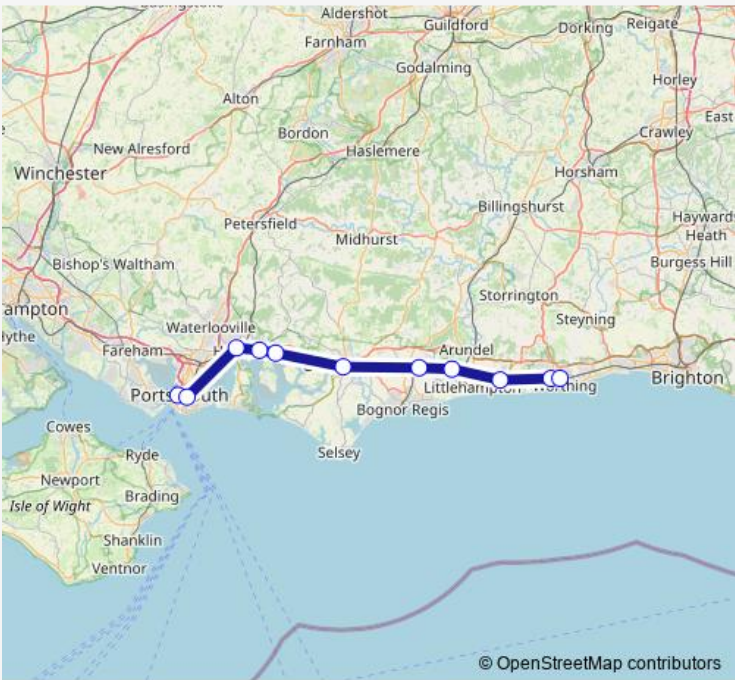 Aldershot
Guildford
Dorking
Reigate
Farnham
Godalming
Horley
Alton
East
Bordon
Crawley
New Alresford
Haslemere
Winchester
Horsham
Billingshurst
Petersfield
Haywards
Heath
Midhurst
Bishop's Waltham
Burgess Hill
Storrington
ampton
Steyning
Waterlooville
Hythe
Fareham
Arundel
Brighton
Littlehampton
Worthing
Portsmouth
Bognor Regis
Cowes
Selsey
Ryde
Newport
Brading
Isle of Wight
Shanklin
Ventnor
© OpenStreetMap contributors